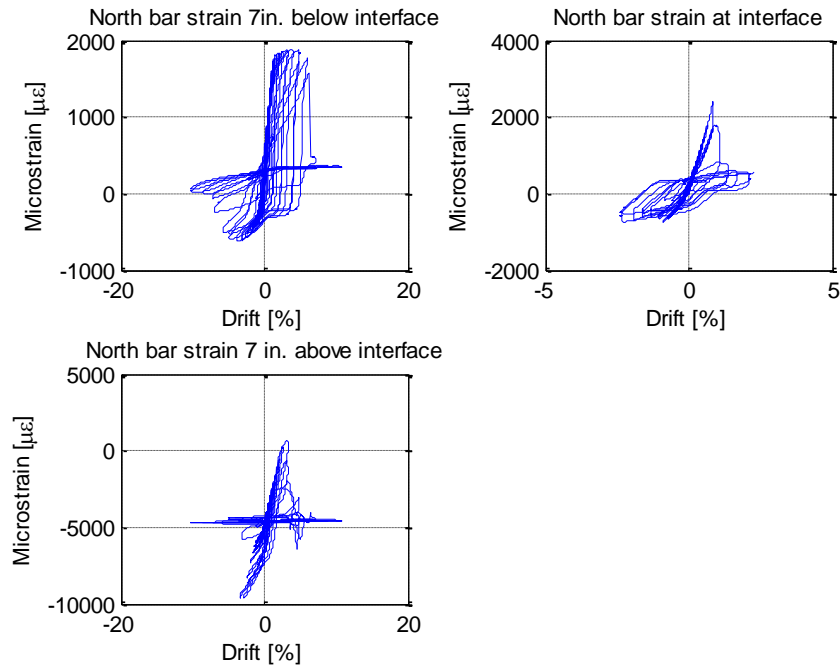 North bar strain 7in. below interface
Microstrain [με]
2000
1000
0
-1000
-20
0
20
Drift [%]
North bar strain at interface
Microstrain [με]
4000
2000
0
-2000
-5
0
5
Drift [%]
North bar strain 7 in. above interface
Microstrain [με]
5000
0
-5000
-10000
-20
0
20
Drift [%]